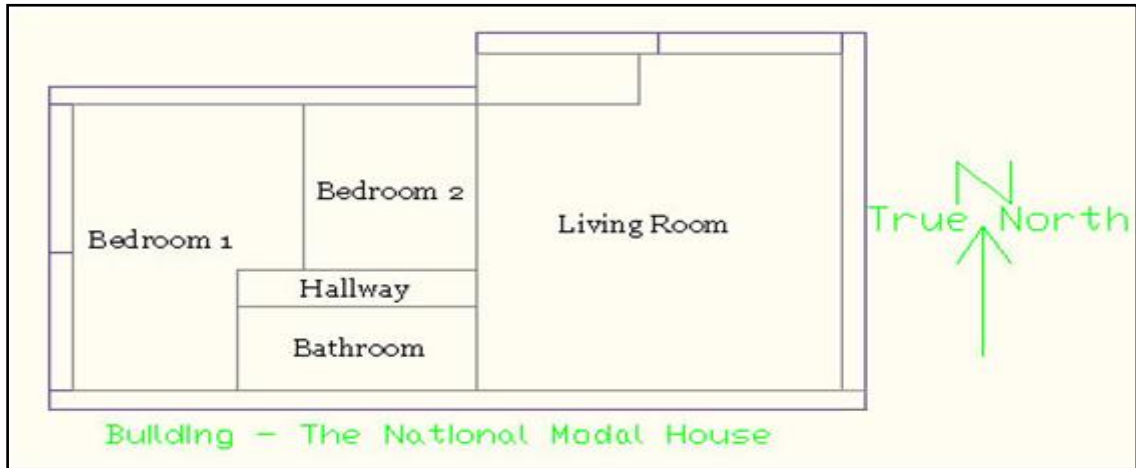 Bedroom 2
Bedroom 1
Living Room
Hallway
Bathroom
N
True North
Building - The National Modal House